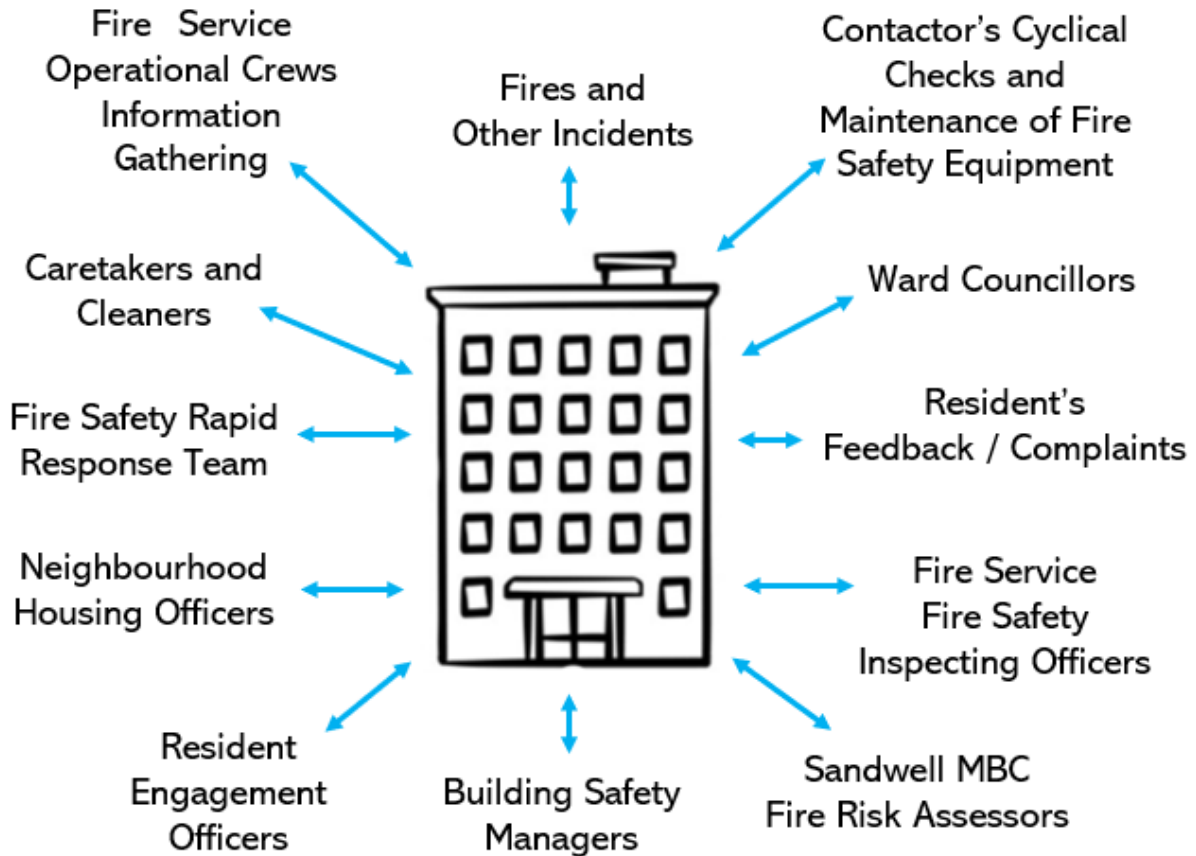 Fire Service
Operational Crews
Information
Gathering
Fires and
Other Incidents
Contactor's Cyclical
Checks and
Maintenance of Fire
Safety Equipment
Caretakers and
Cleaners
Ward Councillors
Fire Safety Rapid
Response Team
Resident's
Feedback / Complaints
Neighbourhood
Housing Officers
Fire Service
Fire Safety
Inspecting Officers
Resident
Engagement
Officers
Building Safety
Managers
Sandwell MBC
Fire Risk Assessors